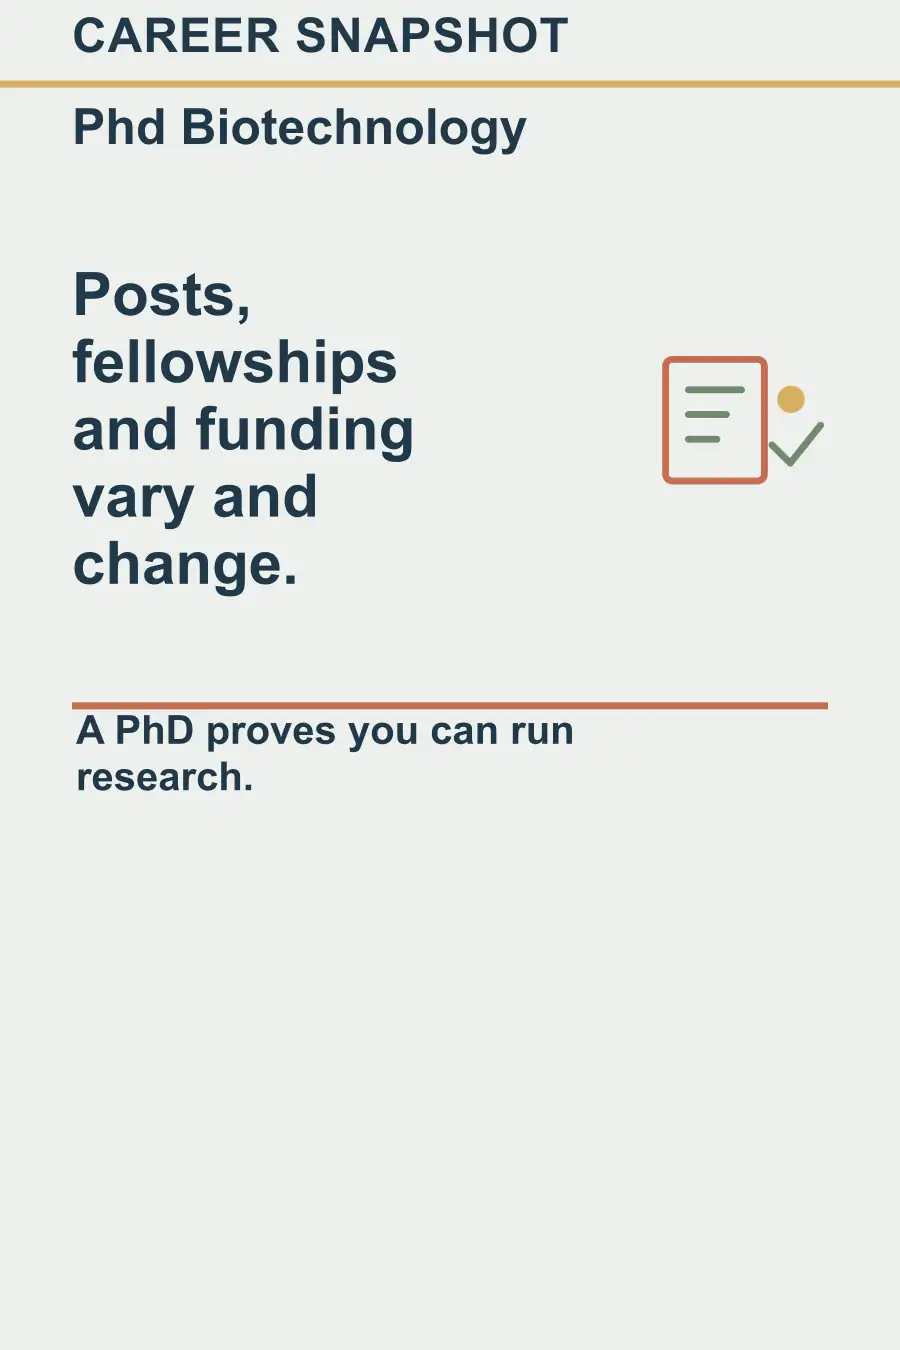 CAREER SNAPSHOT
Phd Biotechnology
Posts,
fellowships
and funding
vary and
change.
A PhD proves you can run
research.